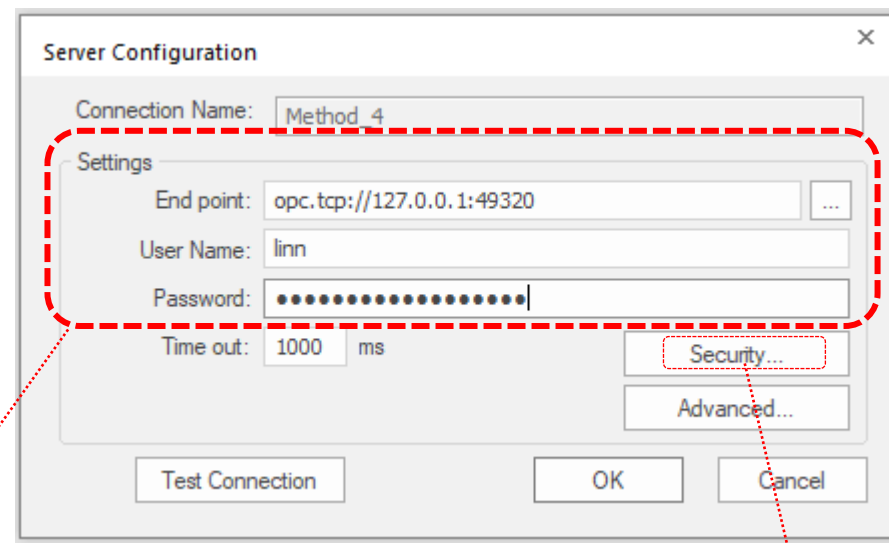 Server Configuration
Connection Name: Method_4
Settings
End point: opc.tcp://127.0.0.1:49320 ...
User Name: linn
Password: ●●●●●●●●●●●●●●●●●●
Time out: 1000 ms
Security...
Advanced...
Test Connection OK Cancel